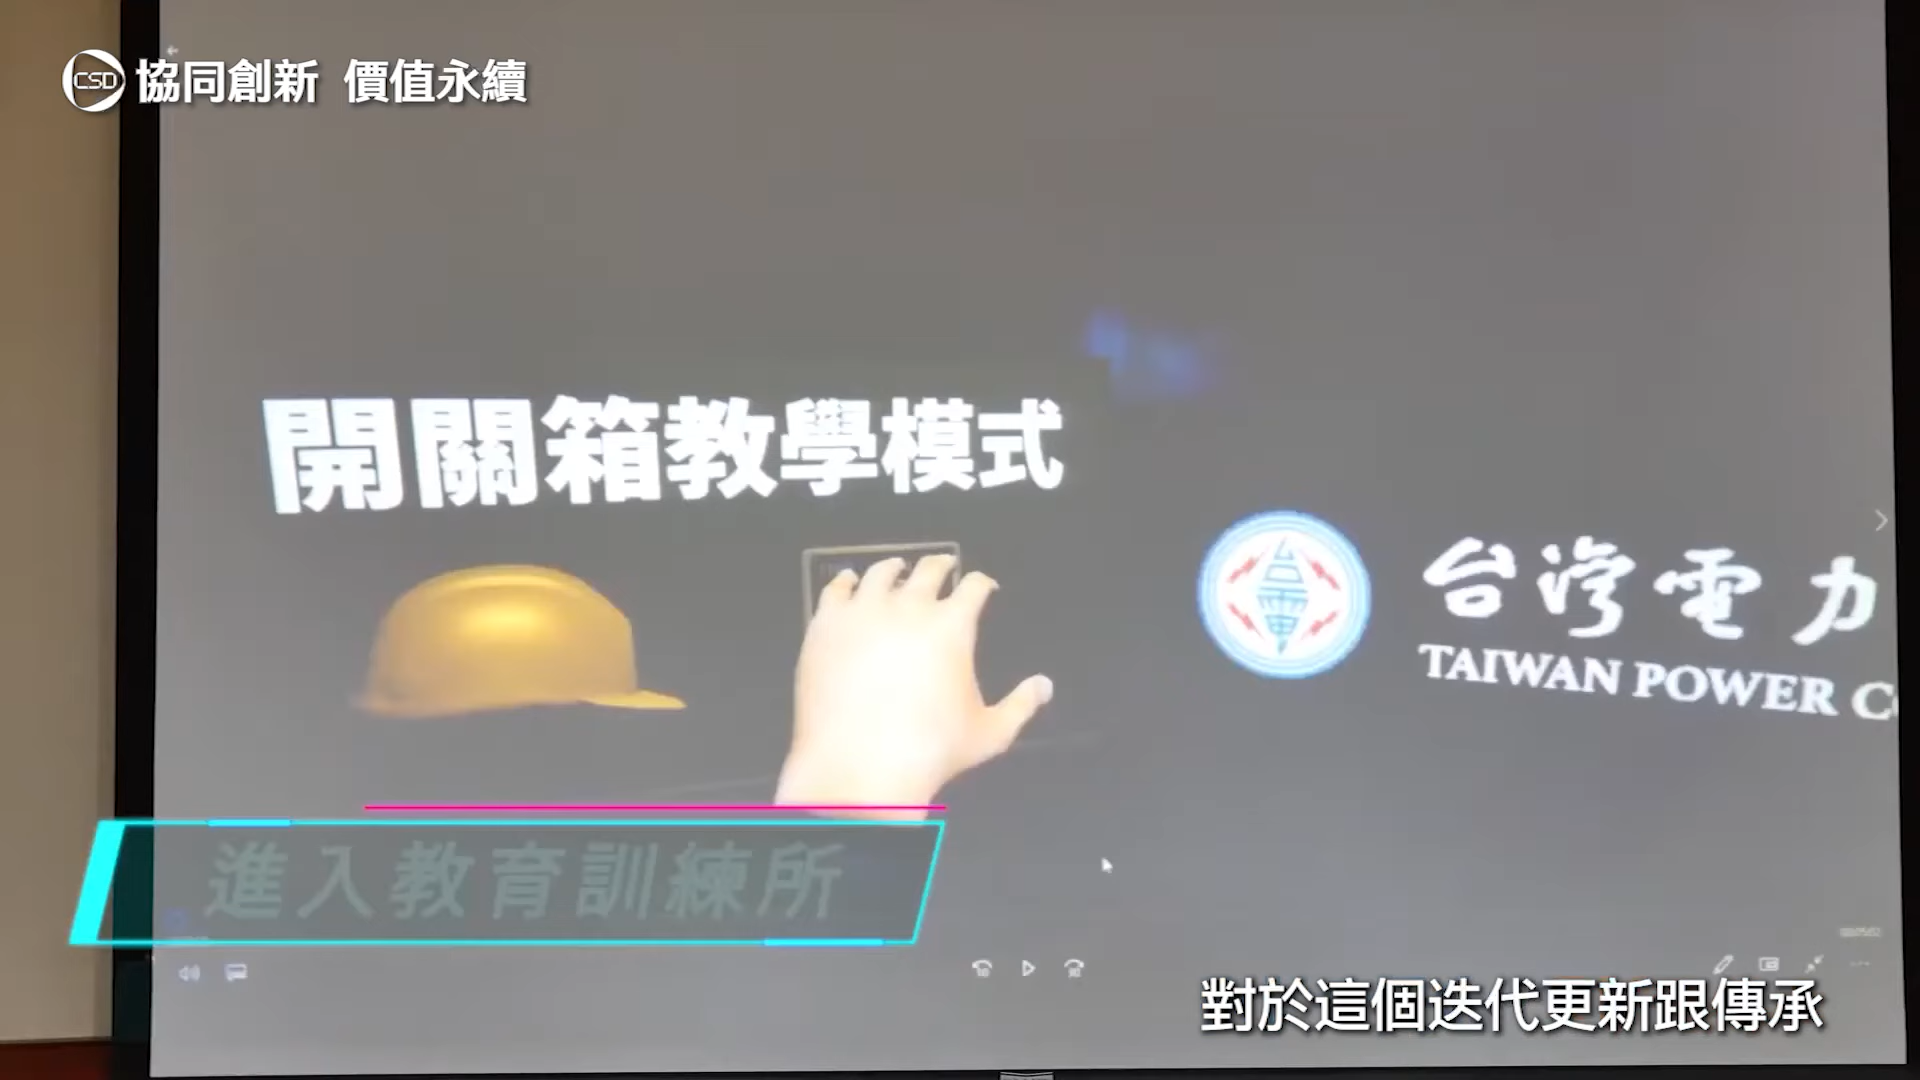 CSD 協同創新 價值永續
開關箱教學模式
台灣電力
TAIWAN POWER C
進入教育訓練所
對於這個迭代更新跟傳承